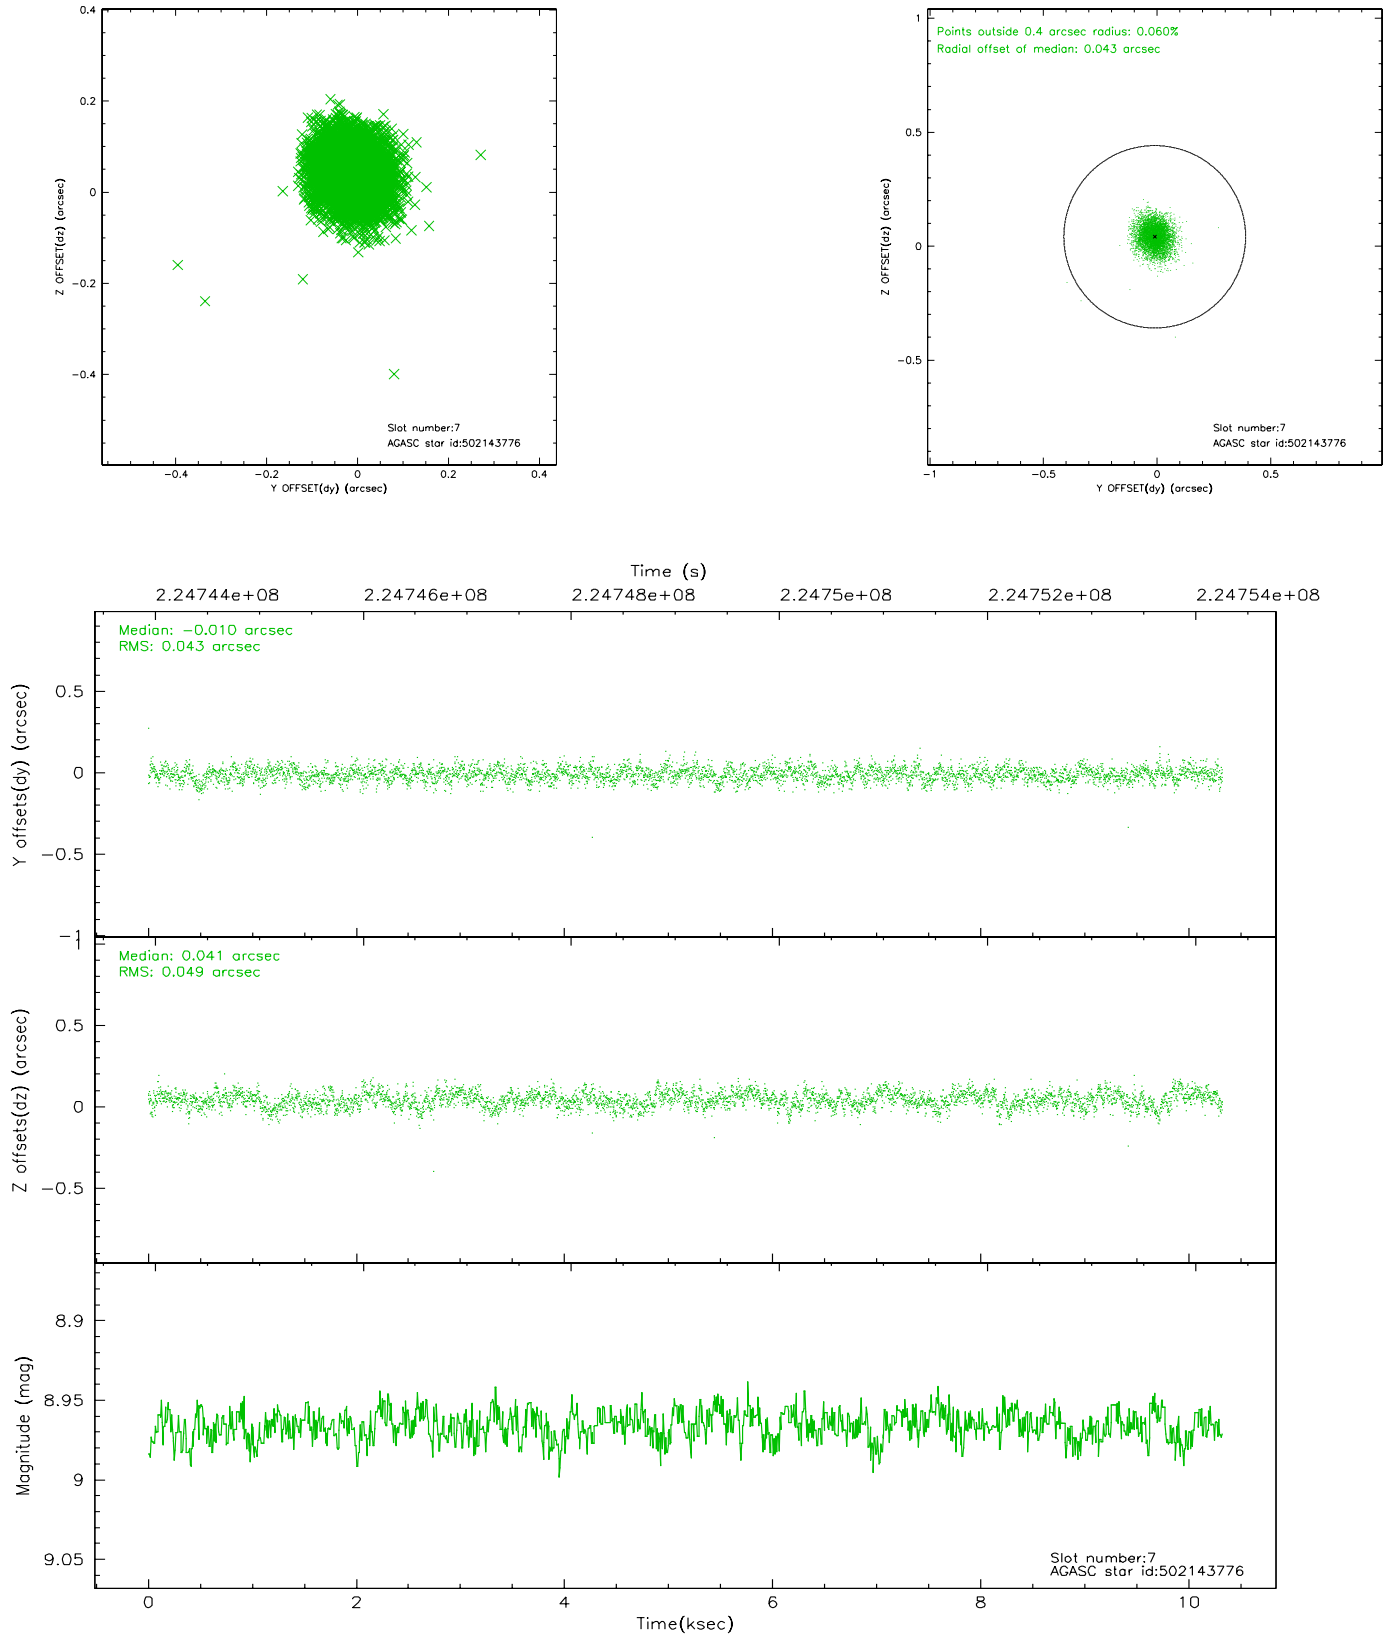 0.4
0.2
0
−0.2
−0.4
Z OFFSET(dz) (arcsec)
Slot number:7
AGASC star id:502143776
−0.4
−0.2
0
0.2
0.4
Y OFFSET(dy) (arcsec)
Points outside 0.4 arcsec radius: 0.060%
Radial offset of median: 0.043 arcsec
1
0.5
0
−0.5
Z OFFSET(dz) (arcsec)
Slot number:7
AGASC star id:502143776
−1
−0.5
0
0.5
Y OFFSET(dy) (arcsec)
Time (s)
2.24744e+08
2.24746e+08
2.24748e+08
2.2475e+08
2.24752e+08
2.24754e+08
Median: −0.010 arcsec
RMS: 0.043 arcsec
0.5
0
−0.5
−1
Y offsets(dy) (arcsec)
Median: 0.041 arcsec
RMS: 0.049 arcsec
1
0.5
0
−0.5
Z offsets(dz) (arcsec)
8.9
8.95
9
9.05
Magnitude (mag)
Slot number:7
AGASC star id:502143776
0
2
4
6
8
10
Time(ksec)